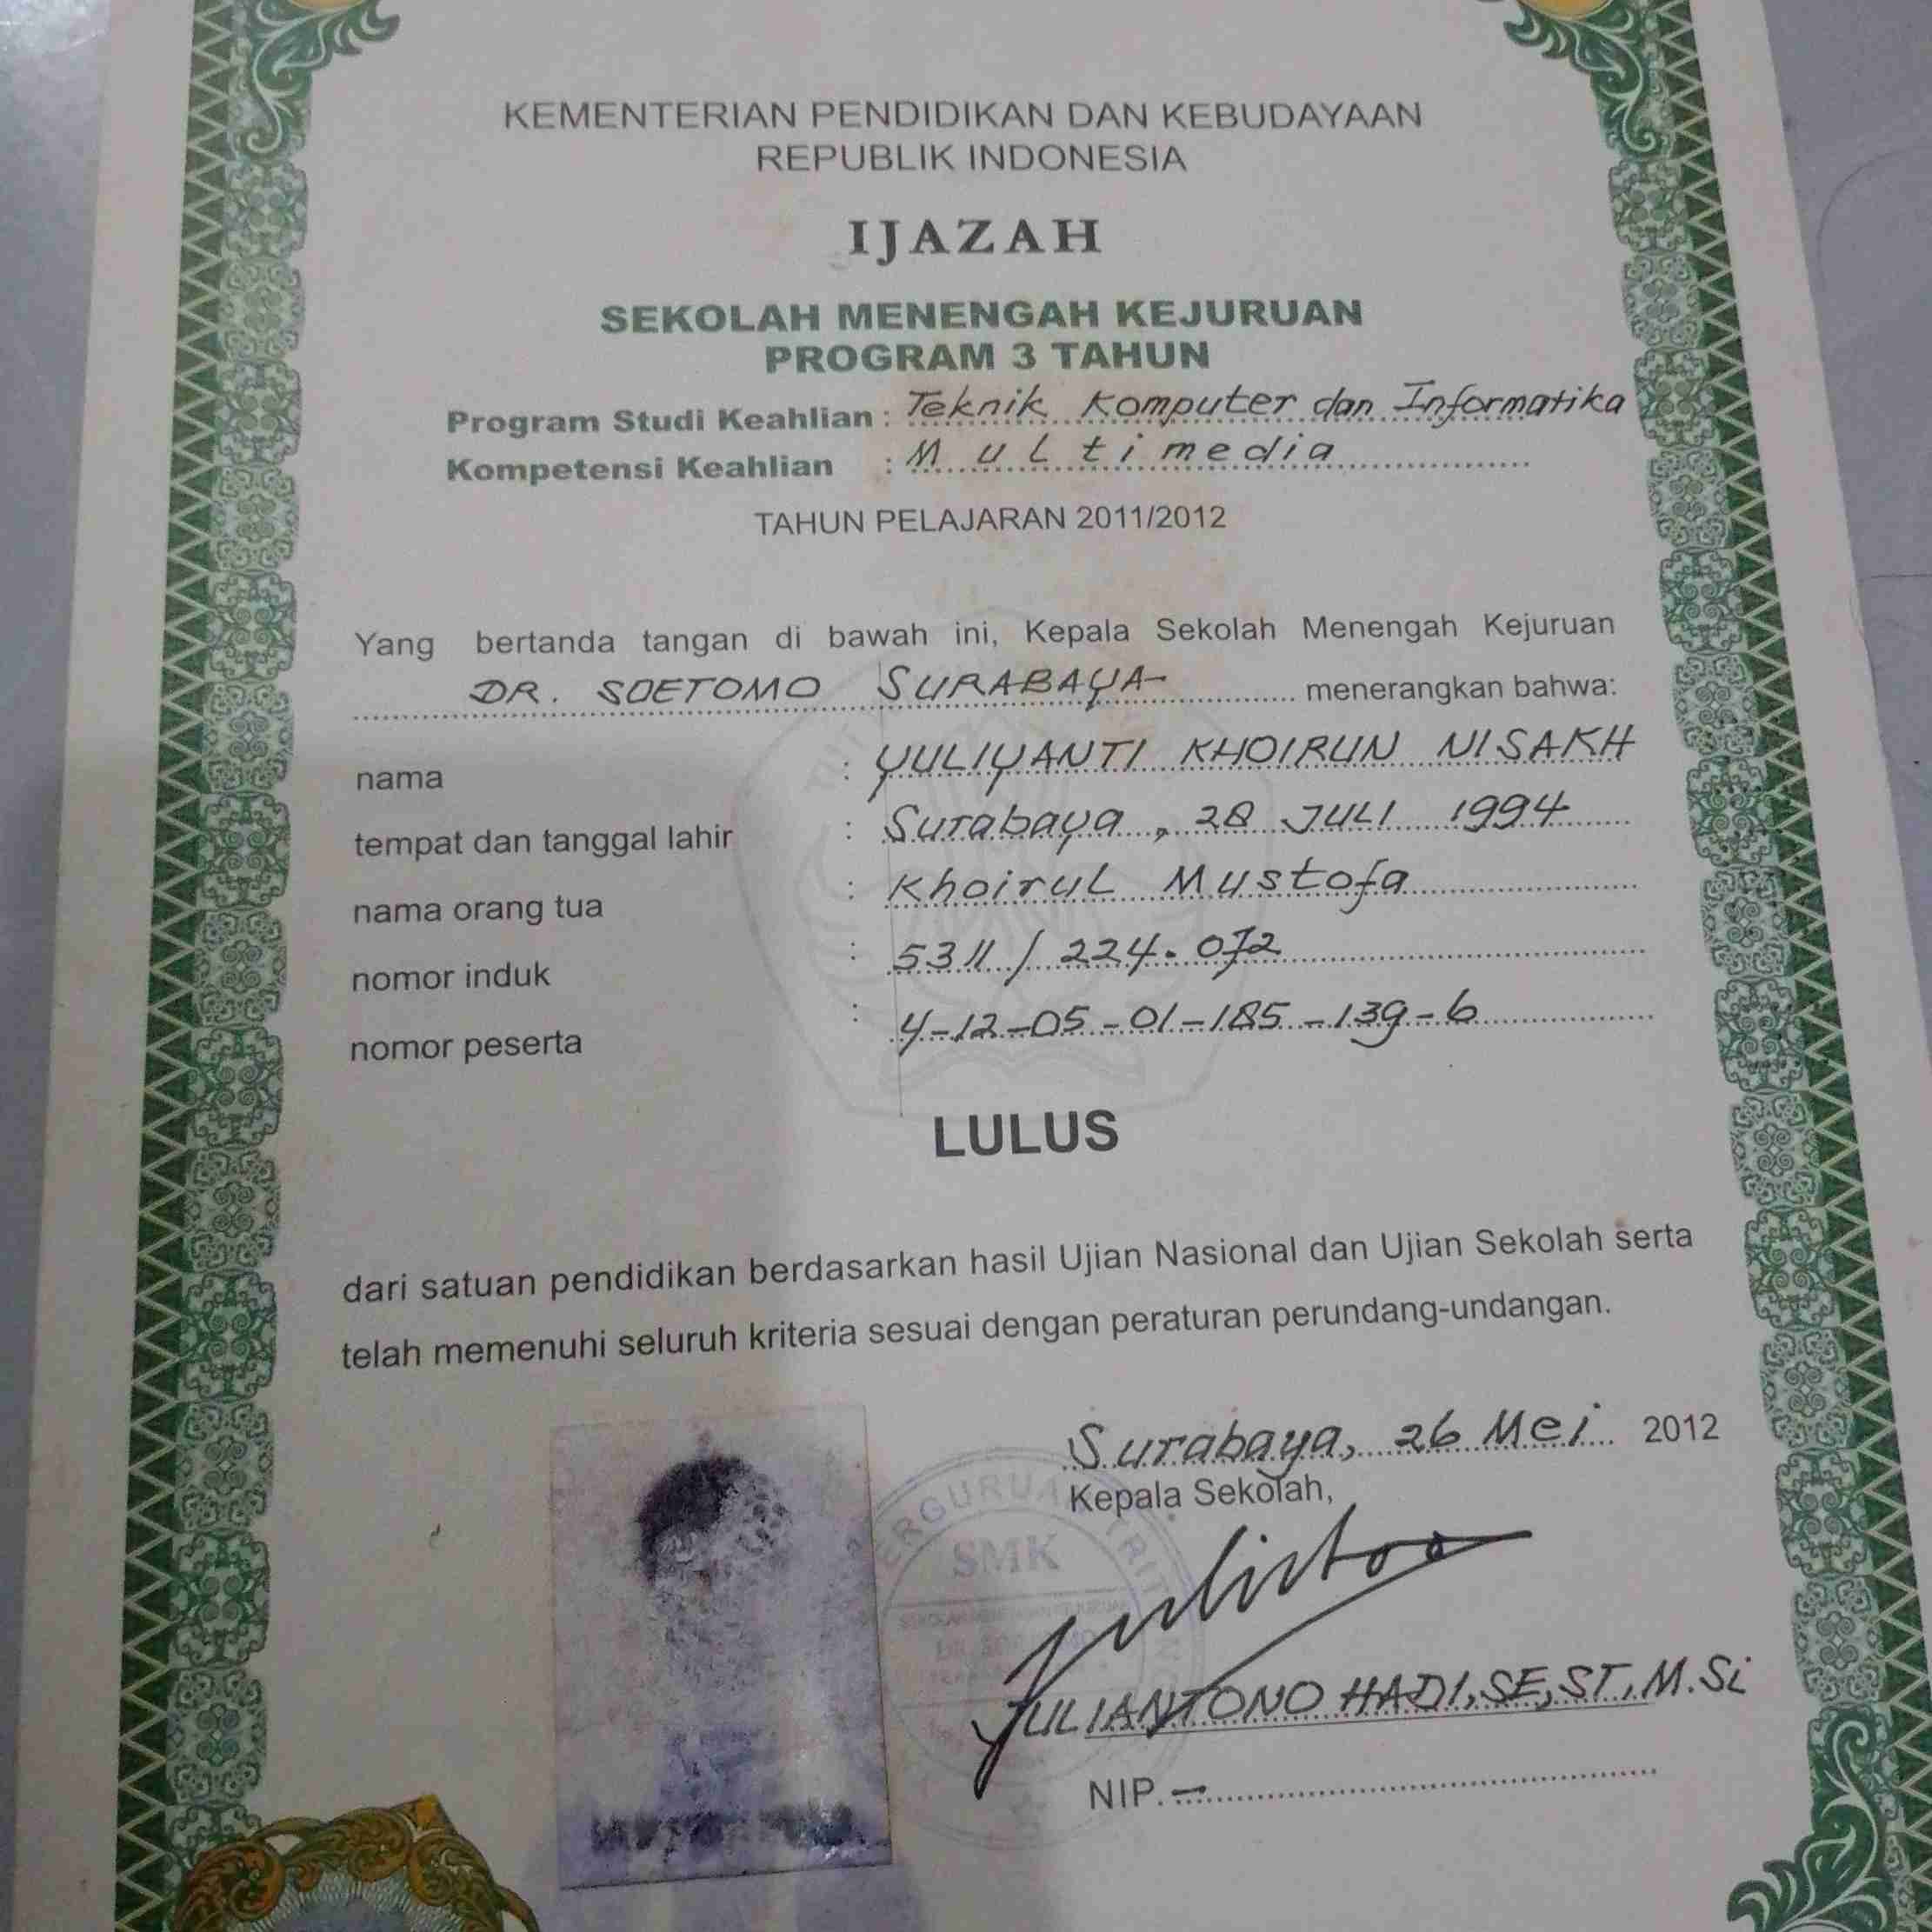 KEMENTERIAN PENDIDIKAN DAN KEBUDAYAAN
REPUBLIK INDONESIA
IJAZAH
SEKOLAH MENENGAH KEJURUAN
PROGRAM 3 TAHUN
Program Studi Keahlian : Teknik Komputer dan Informatika
Kompetensi Keahlian : Multimedia
TAHUN PELAJARAN 2011/2012
Yang bertanda tangan di bawah ini, Kepala Sekolah Menengah Kejuruan
DR. SOETOMO SURABAYA menerangkan bahwa:
nama : YULIYANTI KHOIRUN NISAKH
tempat dan tanggal lahir : Surabaya, 28 JULI 1994
nama orang tua : Khoirul Mustofa
nomor induk : 5311 / 224.072
nomor peserta : 4-12-05-01-185-139-6
LULUS
dari satuan pendidikan berdasarkan hasil Ujian Nasional dan Ujian Sekolah serta
telah memenuhi seluruh kriteria sesuai dengan peraturan perundang-undangan.
Surabaya, 26 Mei 2012
Kepala Sekolah,
SMK
JULIANTONO HADI, SE, ST, M.Si
NIP. -